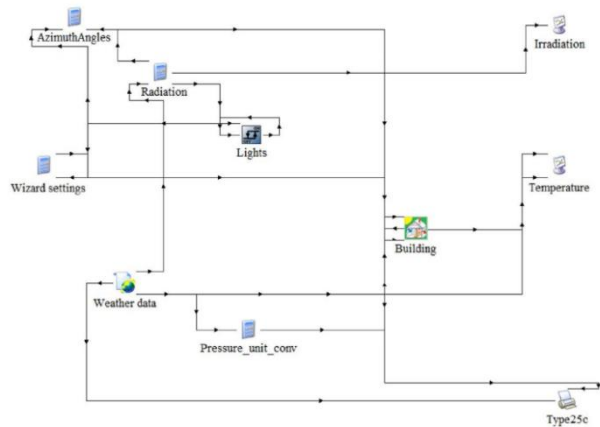 AzimuthAngles
Irradiation
Radiation
Lights
Wizard settings
Temperature
Building
Weather data
Pressure_unit_conv
Type25c